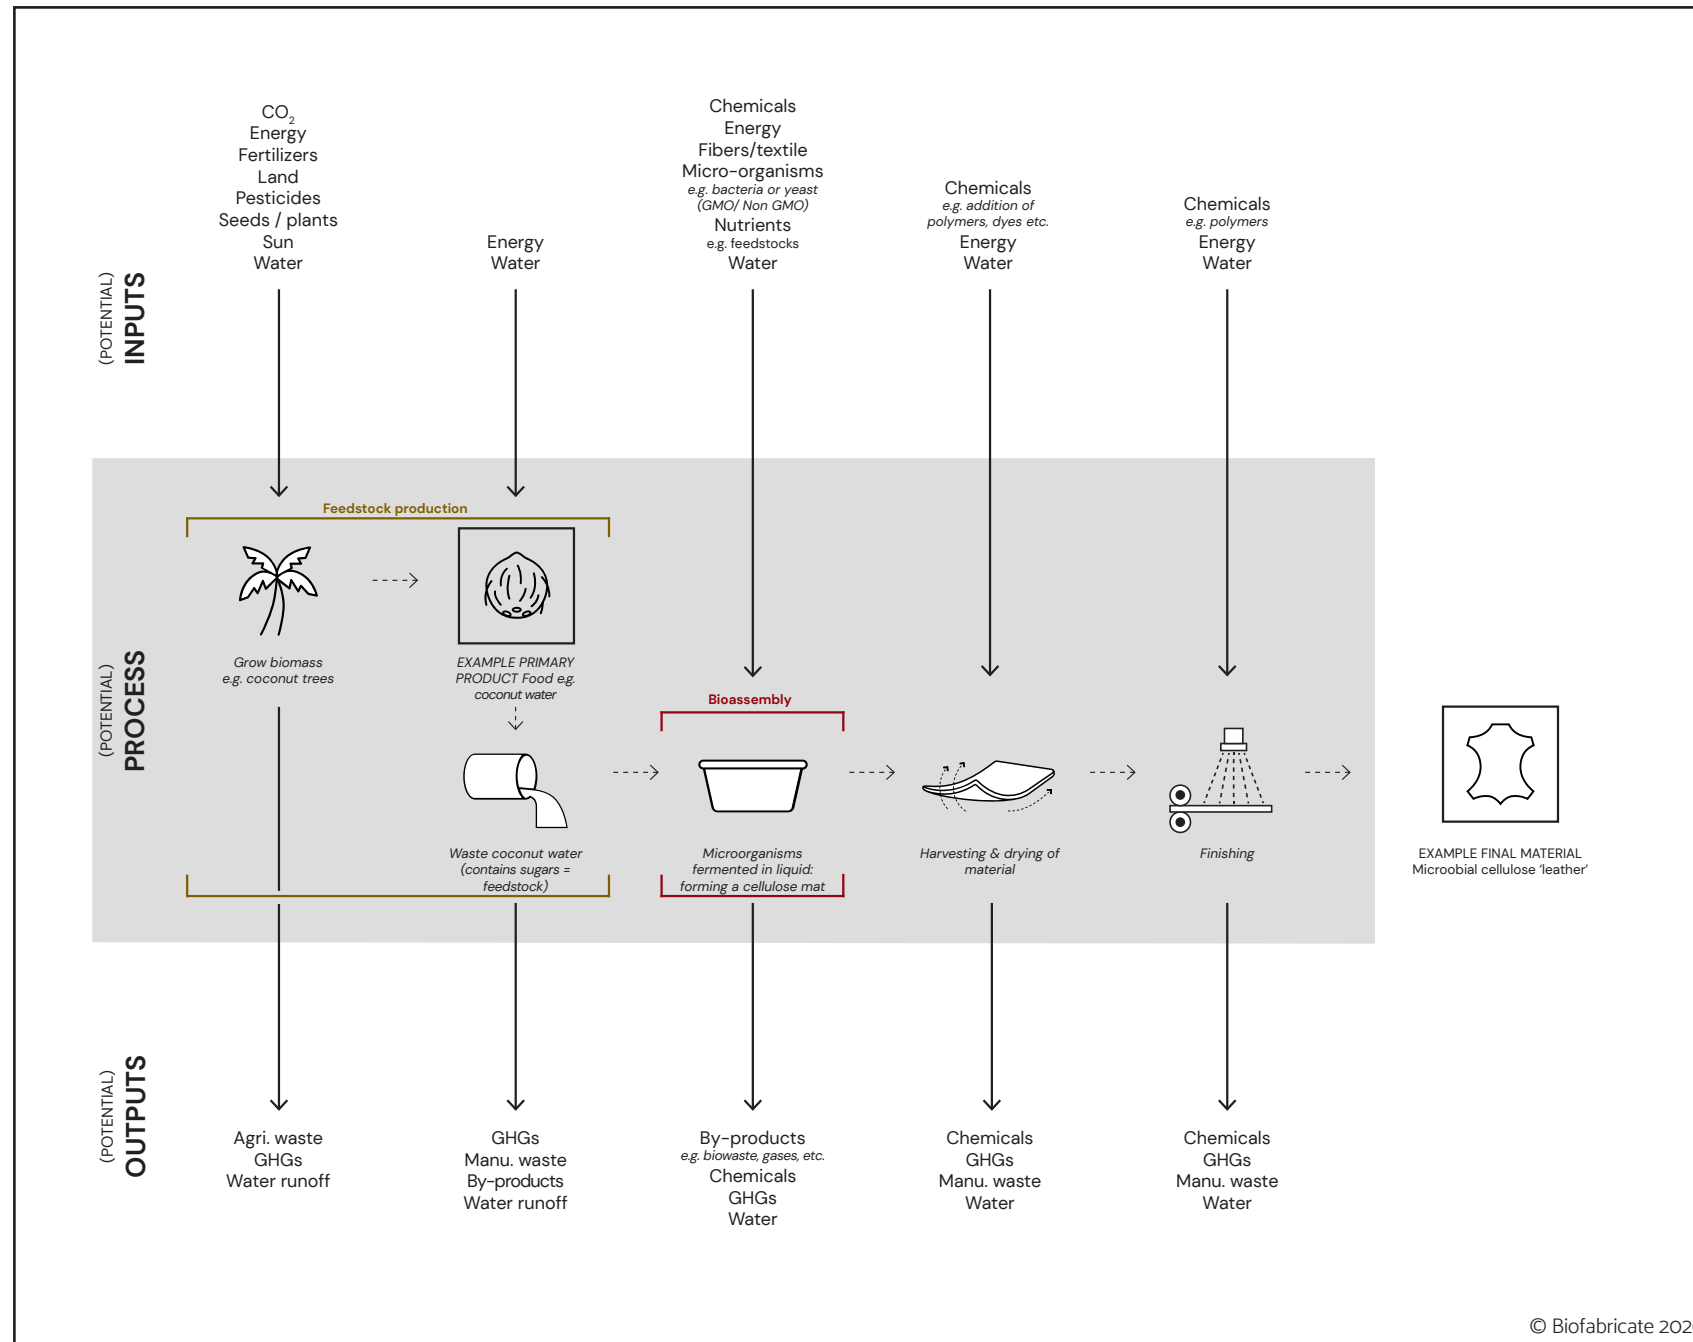 CO2
Energy
Fertilizers
Land
Pesticides
Seeds / plants
Sun
Water
Energy
Water
Chemicals
Energy
Fibers/textile
Micro-organisms
e.g. bacteria or yeast
(GMO/ Non GMO)
Nutrients
e.g. feedstocks
Water
Chemicals
e.g. addition of
polymers, dyes etc.
Energy
Water
Chemicals
e.g. polymers
Energy
Water
(POTENTIAL)
INPUTS
Feedstock production
Grow biomass
e.g. coconut trees
EXAMPLE PRIMARY
PRODUCT Food e.g.
coconut water
(POTENTIAL)
PROCESS
Bioassembly
Waste coconut water
(contains sugars =
feedstock)
Microorganisms
fermented in liquid:
forming a cellulose mat
Harvesting & drying of
material
Finishing
EXAMPLE FINAL MATERIAL
Microobial cellulose ‘leather’
(POTENTIAL)
OUTPUTS
Agri. waste
GHGs
Water runoff
GHGs
Manu. waste
By-products
Water runoff
By-products
e.g. biowaste, gases, etc.
Chemicals
GHGs
Water
Chemicals
GHGs
Manu. waste
Water
Chemicals
GHGs
Manu. waste
Water
© Biofabricate